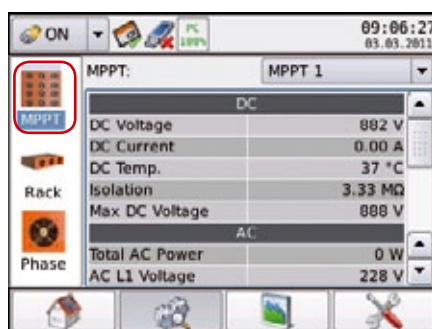 ON
PC
100%
09:06:27
03.03.2011
MPPT
Rack
Phase
MPPT: MPPT 1
DC
DC Voltage 882 V
DC Current 0.00 A
DC Temp. 37 °C
Isolation 3.33 MΩ
Max DC Voltage 888 V
AC
Total AC Power 0 W
AC L1 Voltage 228 V